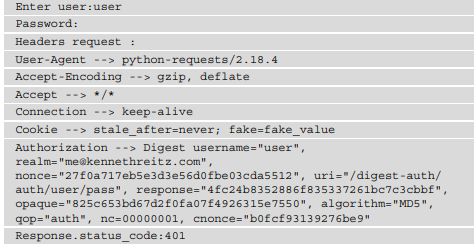 Enter user:user
Password:
Headers request :
User-Agent --> python-requests/2.18.4
Accept-Encoding --> gzip, deflate
Accept --> */*
Connection --> keep-alive
Cookie --> stale_after=never; fake=fake_value
Authorization --> Digest username="user",
realm="me@kennethreitz.com",
nonce="27f0a717eb5e3d3e56d0fbe03cda5512", uri="/digest-auth/
auth/user/pass", response="4fc24b8352886f835337261bc7c3cbbf",
opaque="825c653bd67d2f0fa07f4926315e7550", algorithm="MD5",
qop="auth", nc=00000001, cnonce="b0fcf93139276be9"
Response.status_code:401